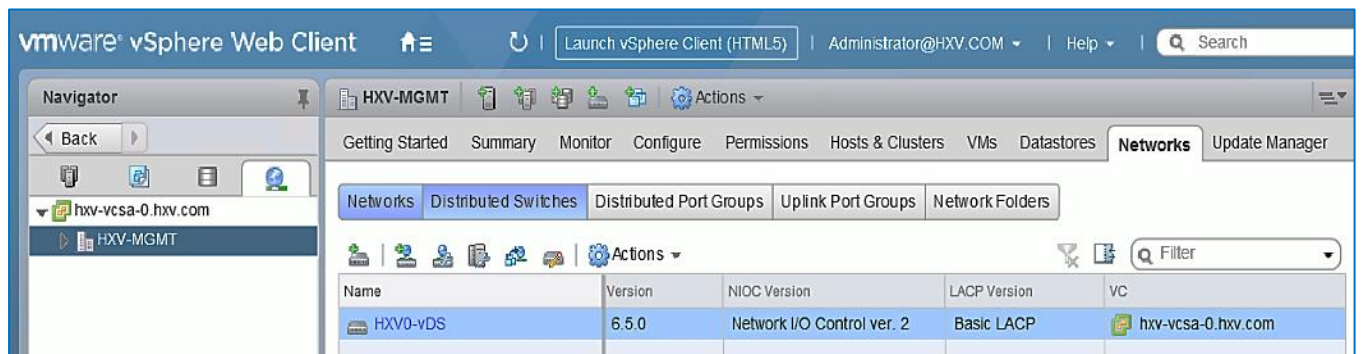 vmware® vSphere Web Client Launch vSphere Client (HTML5) Administrator@HXV.COM Help Search
Navigator
Back
hxv-vcsa-0.hxv.com
HXV-MGMT
HXV-MGMT Actions
Getting Started Summary Monitor Configure Permissions Hosts & Clusters VMs Datastores Networks Update Manager
Networks Distributed Switches Distributed Port Groups Uplink Port Groups Network Folders
Actions Filter
Name Version NIOC Version LACP Version VC
HXV0-vDS 6.5.0 Network I/O Control ver. 2 Basic LACP hxv-vcsa-0.hxv.com